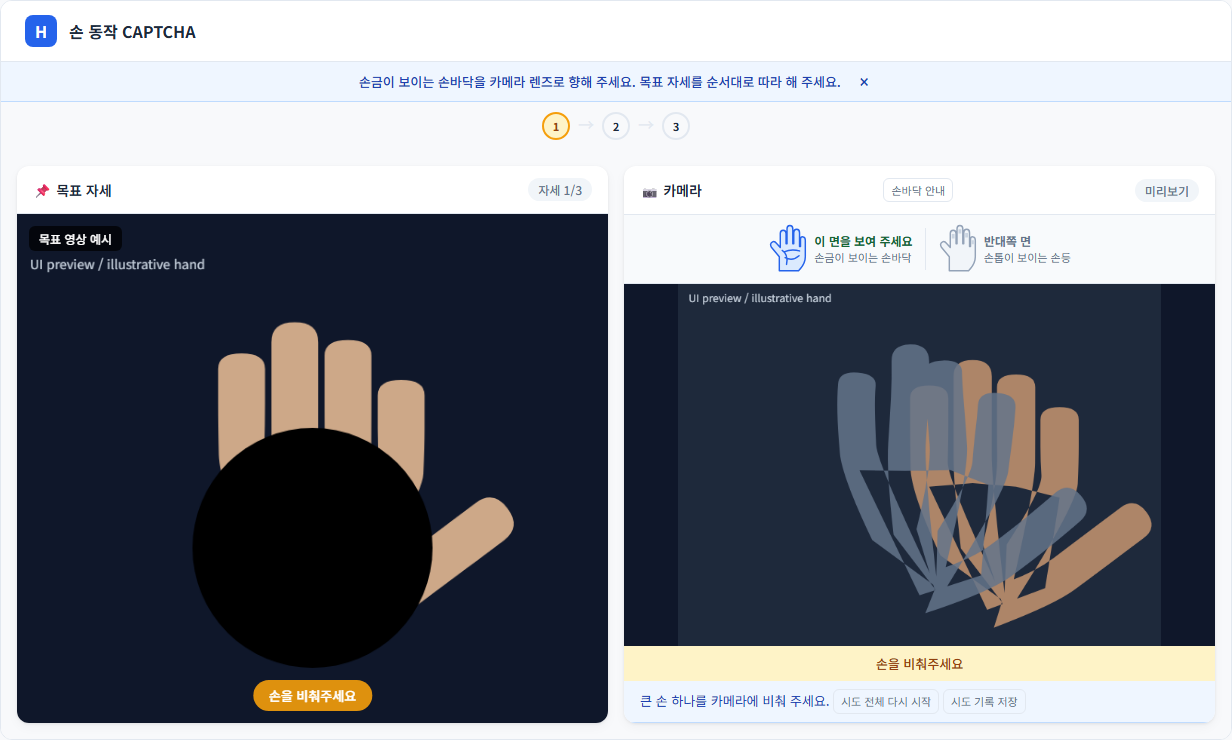 H 손 동작 CAPTCHA
손금이 보이는 손바닥을 카메라 렌즈로 향해 주세요. 목표 자세를 순서대로 따라 해 주세요. ×
1 → 2 → 3
📌 목표 자세 자세 1/3
목표 영상 예시
UI preview / illustrative hand
손을 비춰주세요
📷 카메라 손바닥 안내 미리보기
이 면을 보여 주세요
손금이 보이는 손바닥
반대쪽 면
손톱이 보이는 손등
UI preview / illustrative hand
손을 비춰주세요
큰 손 하나를 카메라에 비춰 주세요. 시도 전체 다시 시작 시도 기록 저장